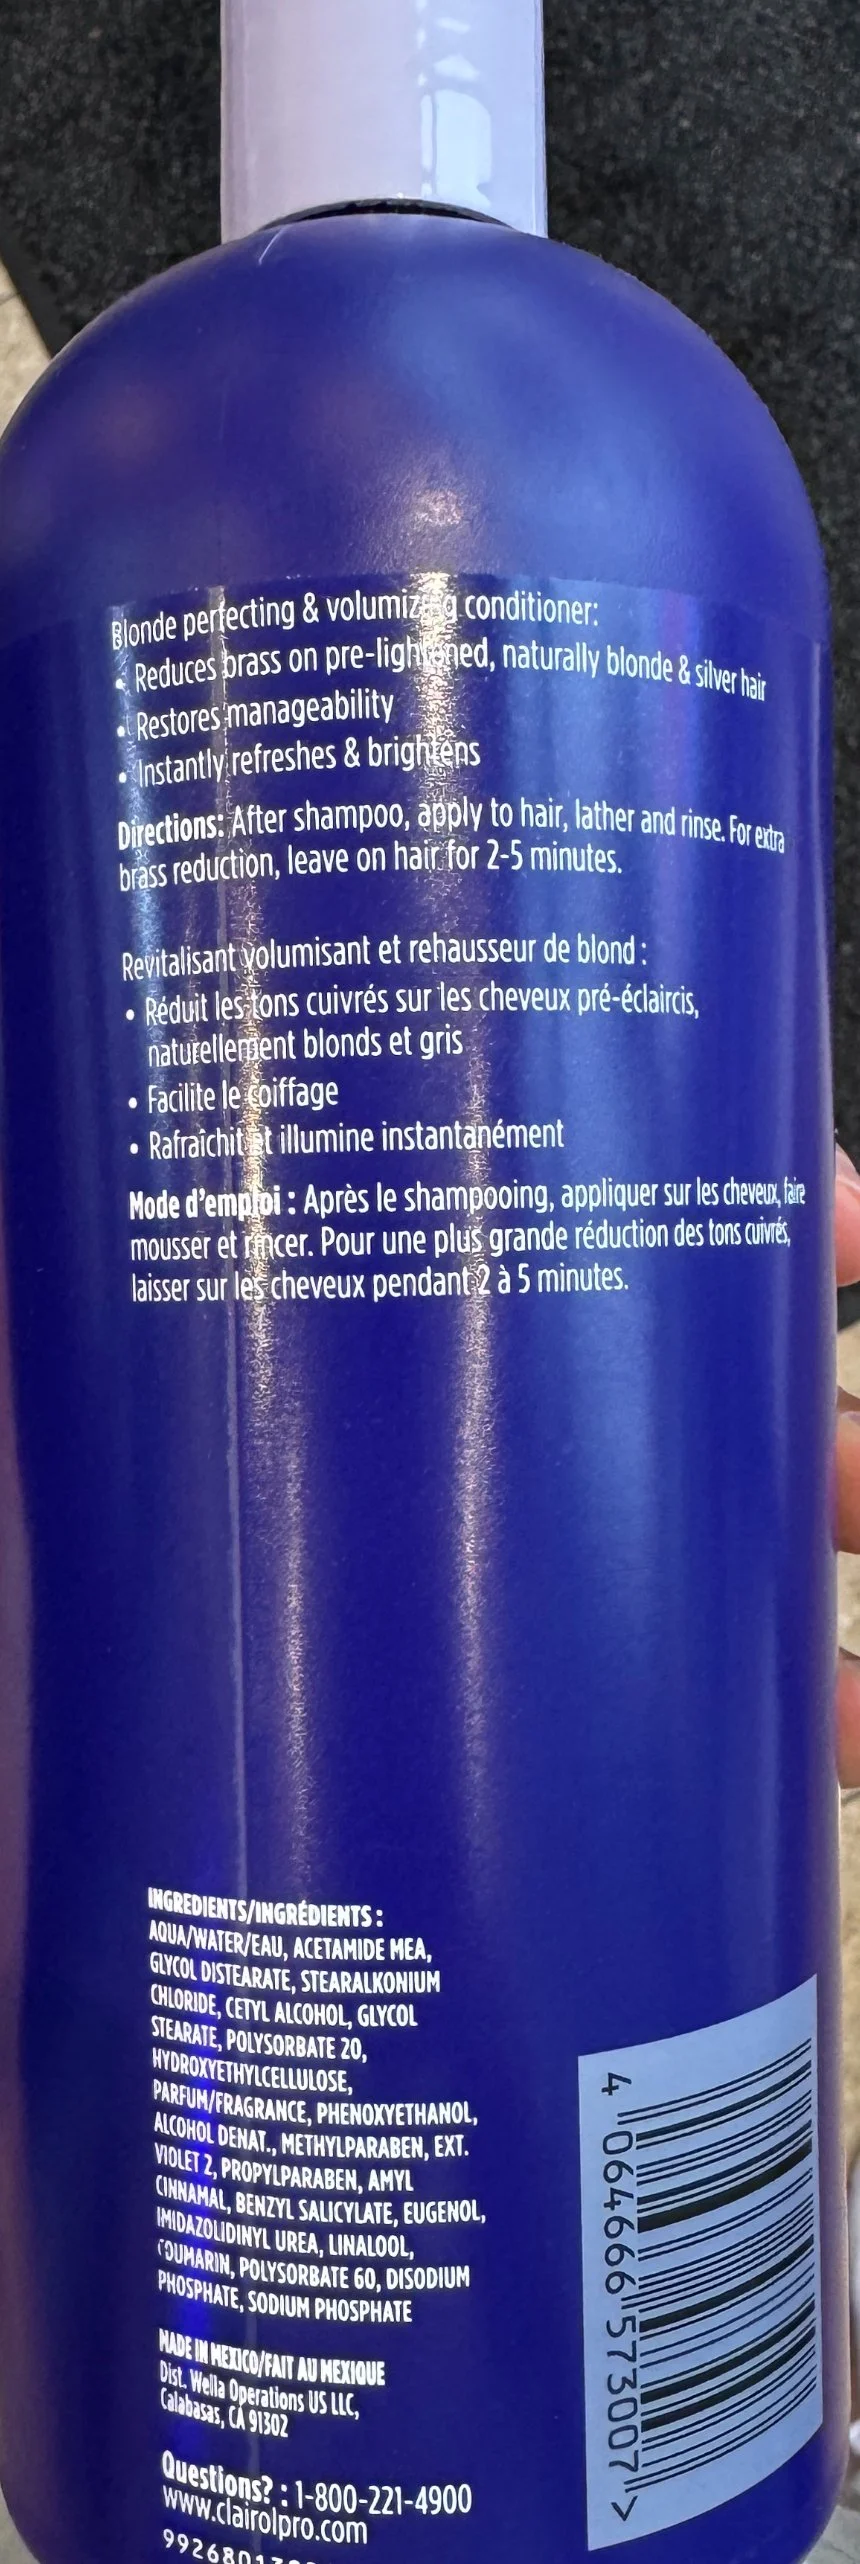 Blonde perfecting & volumizing conditioner:
• Reduces brass on pre-lightened, naturally blonde & silver hair
• Restores manageability
• Instantly refreshes & brightens
Directions: After shampoo, apply to hair, lather and rinse. For extra
brass reduction, leave on hair for 2-5 minutes.
Revitalisant volumisant et rehausseur de blond :
• Réduit les tons cuivrés sur les cheveux pré-éclaircis,
naturellement blonds et gris
• Facilite le coiffage
• Rafraîchit et illumine instantanément
Mode d'emploi : Après le shampooing, appliquer sur les cheveux, faire
mousser et rincer. Pour une plus grande réduction des tons cuivrés,
laisser sur les cheveux pendant 2 à 5 minutes.
INGREDIENTS/INGRÉDIENTS :
AQUA/WATER/EAU, ACETAMIDE MEA,
GLYCOL DISTEARATE, STEARALKONIUM
CHLORIDE, CETYL ALCOHOL, GLYCOL
STEARATE, POLYSORBATE 20,
HYDROXYETHYLCELLULOSE,
PARFUM/FRAGRANCE, PHENOXYETHANOL,
ALCOHOL DENAT., METHYLPARABEN, EXT.
VIOLET 2, PROPYLPARABEN, AMYL
CINNAMAL, BENZYL SALICYLATE, EUGENOL,
IMIDAZOLIDINYL UREA, LINALOOL,
COUMARIN, POLYSORBATE 60, DISODIUM
PHOSPHATE, SODIUM PHOSPHATE
MADE IN MEXICO/FAIT AU MEXIQUE
Dist. Wella Operations US LLC,
Calabasas, CA 91302
Questions? : 1-800-221-4900
www.clairolpro.com
4 064666 573007 >